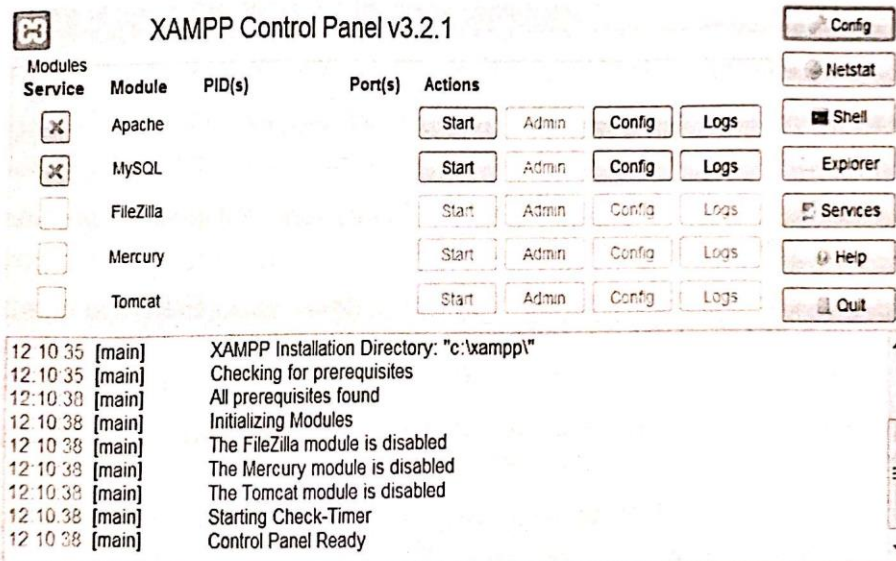 XAMPP Control Panel v3.2.1
Config
Modules
Service Module PID(s) Port(s) Actions
Netstat
Apache Start Admin Config Logs
Shell
MySQL Start Admin Config Logs
Explorer
FileZilla Start Admin Config Logs
Services
Mercury Start Admin Config Logs
Help
Tomcat Start Admin Config Logs
Quit
12 10 35 [main] XAMPP Installation Directory: "c:\xampp\"
12.10 35 [main] Checking for prerequisites
12:10 38 [main] All prerequisites found
12.10 38 [main] Initializing Modules
12 10 38 [main] The FileZilla module is disabled
12 10 38 [main] The Mercury module is disabled
12:10.38 [main] The Tomcat module is disabled
12.10.38 [main] Starting Check-Timer
12 10 38 [main] Control Panel Ready